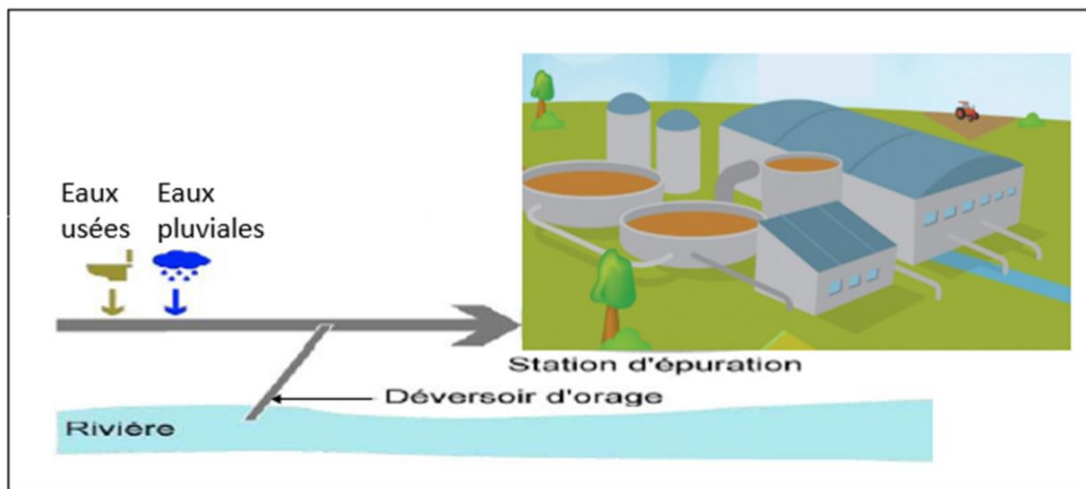 Eaux
usées
Eaux
pluviales
Station d'épuration
Déversoir d'orage
Rivière